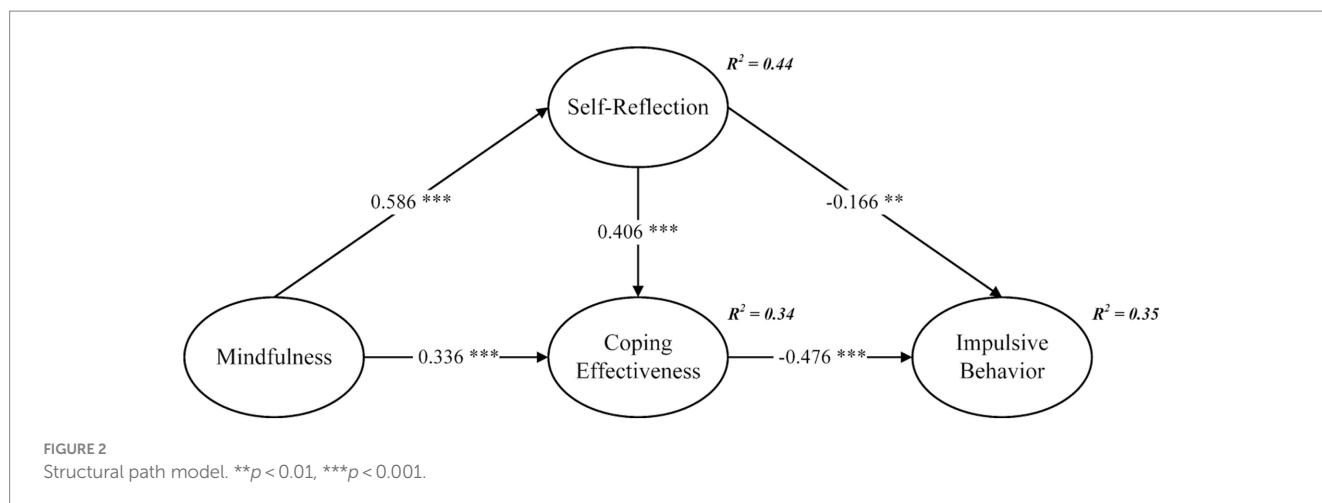 R² = 0.44
Self-Reflection
0.586 ***
-0.166 **
0.406 ***
R² = 0.34
R² = 0.35
Mindfulness
0.336 ***
Coping
Effectiveness
-0.476 ***
Impulsive
Behavior
FIGURE 2
Structural path model. **p < 0.01, ***p < 0.001.